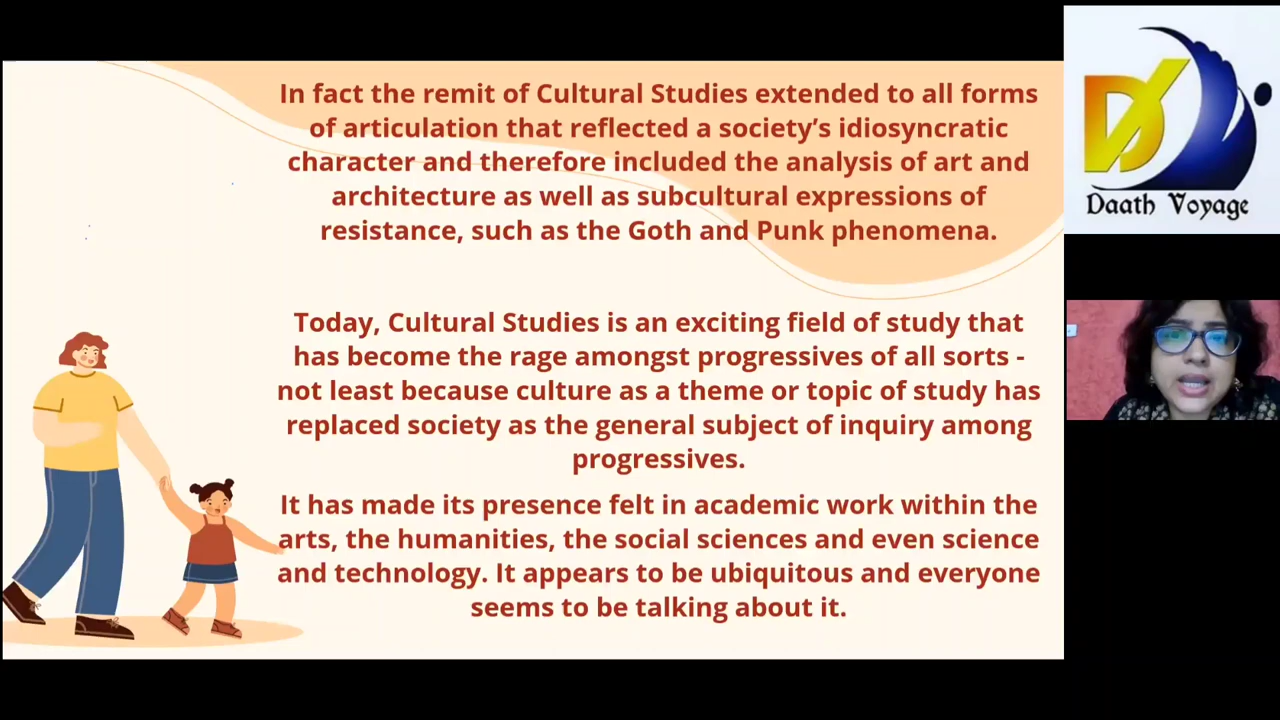 In fact the remit of Cultural Studies extended to all forms
of articulation that reflected a society's idiosyncratic
character and therefore included the analysis of art and
architecture as well as subcultural expressions of
resistance, such as the Goth and Punk phenomena.
Today, Cultural Studies is an exciting field of study that
has become the rage amongst progressives of all sorts -
not least because culture as a theme or topic of study has
replaced society as the general subject of inquiry among
progressives.
It has made its presence felt in academic work within the
arts, the humanities, the social sciences and even science
and technology. It appears to be ubiquitous and everyone
seems to be talking about it.
DV
Daath Voyage